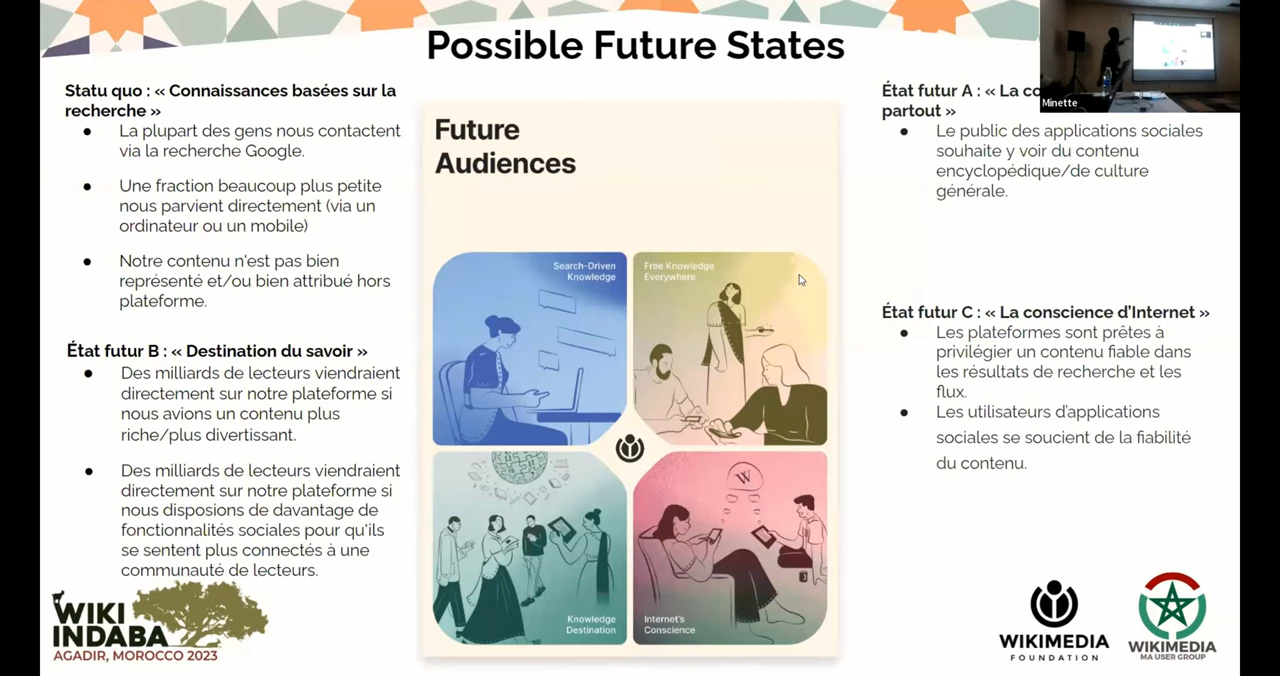 Possible Future States
Statu quo : « Connaissances basées sur la
recherche »
● La plupart des gens nous contactent
via la recherche Google.
● Une fraction beaucoup plus petite
nous parvient directement (via un
ordinateur ou un mobile)
● Notre contenu n'est pas bien
représenté et/ou bien attribué hors
plateforme.
État futur B : « Destination du savoir »
● Des milliards de lecteurs viendraient
directement sur notre plateforme si
nous avions un contenu plus
riche/plus divertissant.
● Des milliards de lecteurs viendraient
directement sur notre plateforme si
nous disposions de davantage de
fonctionnalités sociales pour qu'ils
se sentent plus connectés à une
communauté de lecteurs.
Future
Audiences
Search-Driven
Knowledge
Free Knowledge
Everywhere
W
Knowledge
Destination
Internet's
Conscience
Minette
État futur A : « La
partout »
● Le public des applications sociales
souhaite y voir du contenu
encyclopédique/de culture
générale.
État futur C : « La conscience d'Internet »
● Les plateformes sont prêtes à
privilégier un contenu fiable dans
les résultats de recherche et les
flux.
● Les utilisateurs d'applications
sociales se soucient de la fiabilité
du contenu.
WIKI
INDABA
AGADIR, MOROCCO 2023
WIKIMEDIA
FOUNDATION
WIKIMEDIA
MA USER GROUP